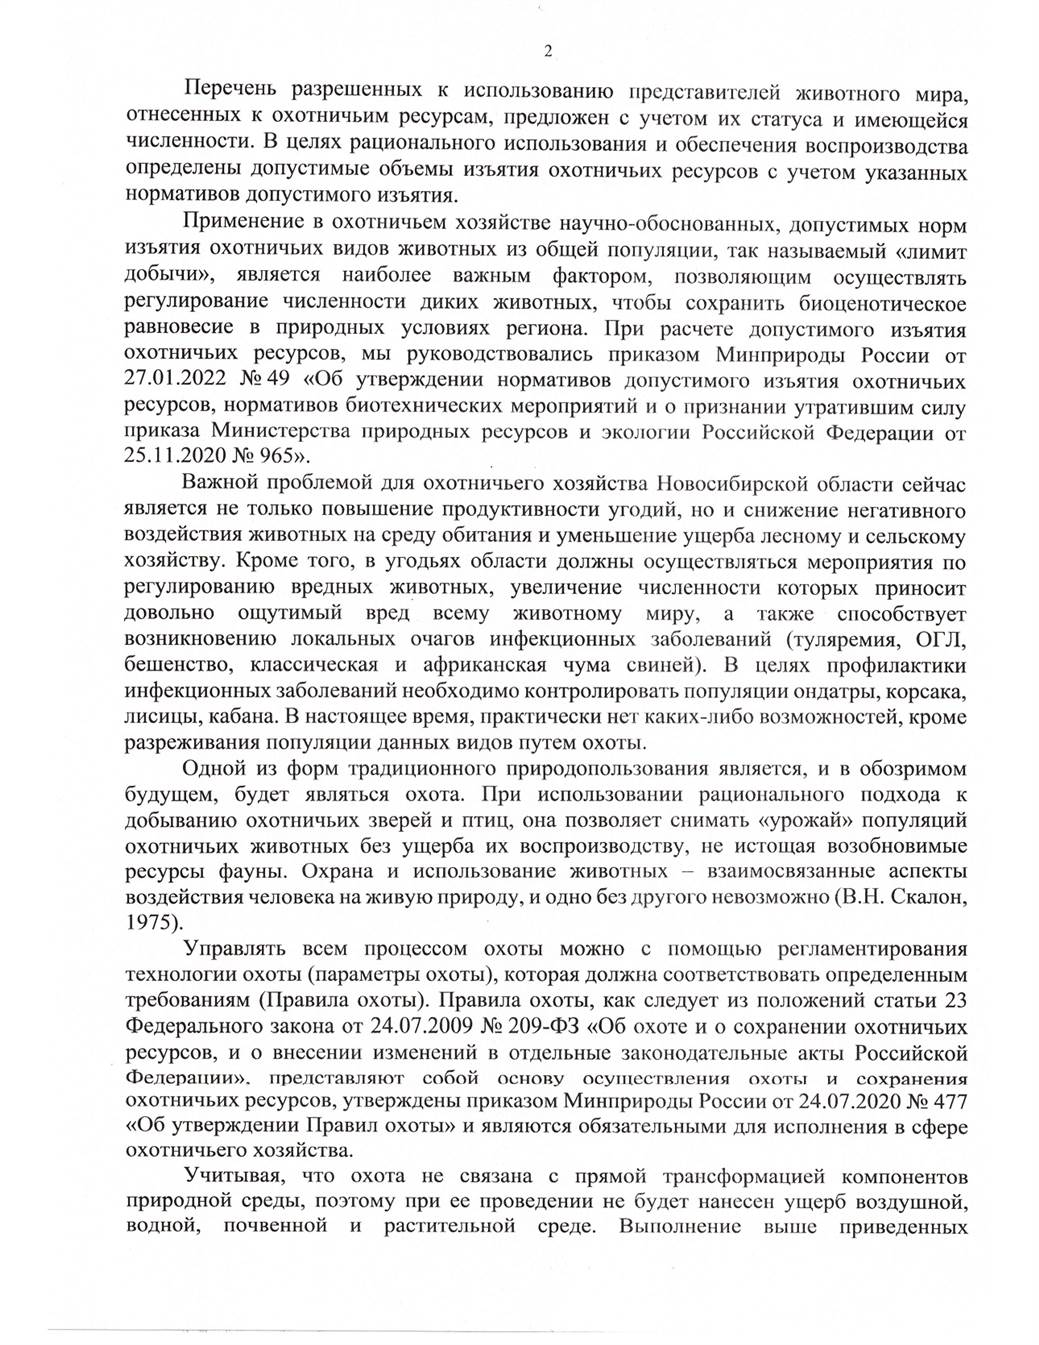 2
Перечень разрешенных к использованию представителей животного мира,
отнесенных к охотничьим ресурсам, предложен с учетом их статуса и имеющейся
численности. В целях рационального использования и обеспечения воспроизводства
определены допустимые объемы изъятия охотничьих ресурсов с учетом указанных
нормативов допустимого изъятия.
Применение в охотничьем хозяйстве научно-обоснованных, допустимых норм
изъятия охотничьих видов животных из общей популяции, так называемый «лимит
добычи», является наиболее важным фактором, позволяющим осуществлять
регулирование численности диких животных, чтобы сохранить биоценотическое
равновесие в природных условиях региона. При расчете допустимого изъятия
охотничьих ресурсов, мы руководствовались приказом Минприроды России от
27.01.2022 № 49 «Об утверждении нормативов допустимого изъятия охотничьих
ресурсов, нормативов биотехнических мероприятий и о признании утратившим силу
приказа Министерства природных ресурсов и экологии Российской Федерации от
25.11.2020 № 965».
Важной проблемой для охотничьего хозяйства Новосибирской области сейчас
является не только повышение продуктивности угодий, но и снижение негативного
воздействия животных на среду обитания и уменьшение ущерба лесному и сельскому
хозяйству. Кроме того, в угодьях области должны осуществляться мероприятия по
регулированию вредных животных, увеличение численности которых приносит
довольно ощутимый вред всему животному миру, а также способствует
возникновению локальных очагов инфекционных заболеваний (туляремия, ОГЛ,
бешенство, классическая и африканская чума свиней). В целях профилактики
инфекционных заболеваний необходимо контролировать популяции ондатры, корсака,
лисицы, кабана. В настоящее время, практически нет каких-либо возможностей, кроме
разреживания популяции данных видов путем охоты.
Одной из форм традиционного природопользования является, и в обозримом
будущем, будет являться охота. При использовании рационального подхода к
добыванию охотничьих зверей и птиц, она позволяет снимать «урожай» популяций
охотничьих животных без ущерба их воспроизводству, не истощая возобновимые
ресурсы фауны. Охрана и использование животных – взаимосвязанные аспекты
воздействия человека на живую природу, и одно без другого невозможно (В.Н. Скалон,
1975).
Управлять всем процессом охоты можно с помощью регламентирования
технологии охоты (параметры охоты), которая должна соответствовать определенным
требованиям (Правила охоты). Правила охоты, как следует из положений статьи 23
Федерального закона от 24.07.2009 № 209-ФЗ «Об охоте и о сохранении охотничьих
ресурсов, и о внесении изменений в отдельные законодательные акты Российской
Федерации», представляют собой основу осуществления охоты и сохранения
охотничьих ресурсов, утверждены приказом Минприроды России от 24.07.2020 № 477
«Об утверждении Правил охоты» и являются обязательными для исполнения в сфере
охотничьего хозяйства.
Учитывая, что охота не связана с прямой трансформацией компонентов
природной среды, поэтому при ее проведении не будет нанесен ущерб воздушной,
водной, почвенной и растительной среде. Выполнение выше приведенных